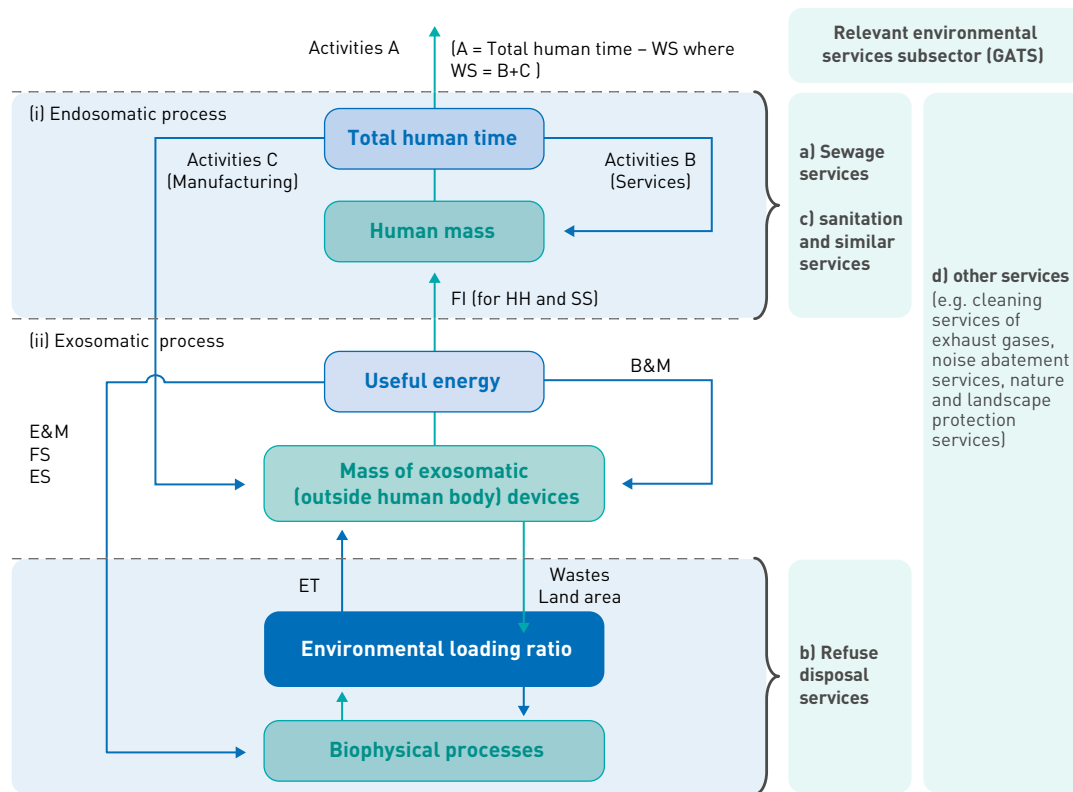 Activities A
(A = Total human time – WS where
WS = B+C )
Relevant environmental
services subsector (GATS)
(i) Endosomatic process
Total human time
Activities C
(Manufacturing)
Activities B
(Services)
Human mass
FI (for HH and SS)
a) Sewage
services
c) sanitation
and similar
services
d) other services
(e.g. cleaning
services of
exhaust gases,
noise abatement
services, nature
and landscape
protection
services)
(ii) Exosomatic process
Useful energy
B&M
E&M
FS
ES
Mass of exosomatic
(outside human body) devices
ET
Wastes
Land area
Environmental loading ratio
Biophysical processes
b) Refuse
disposal
services